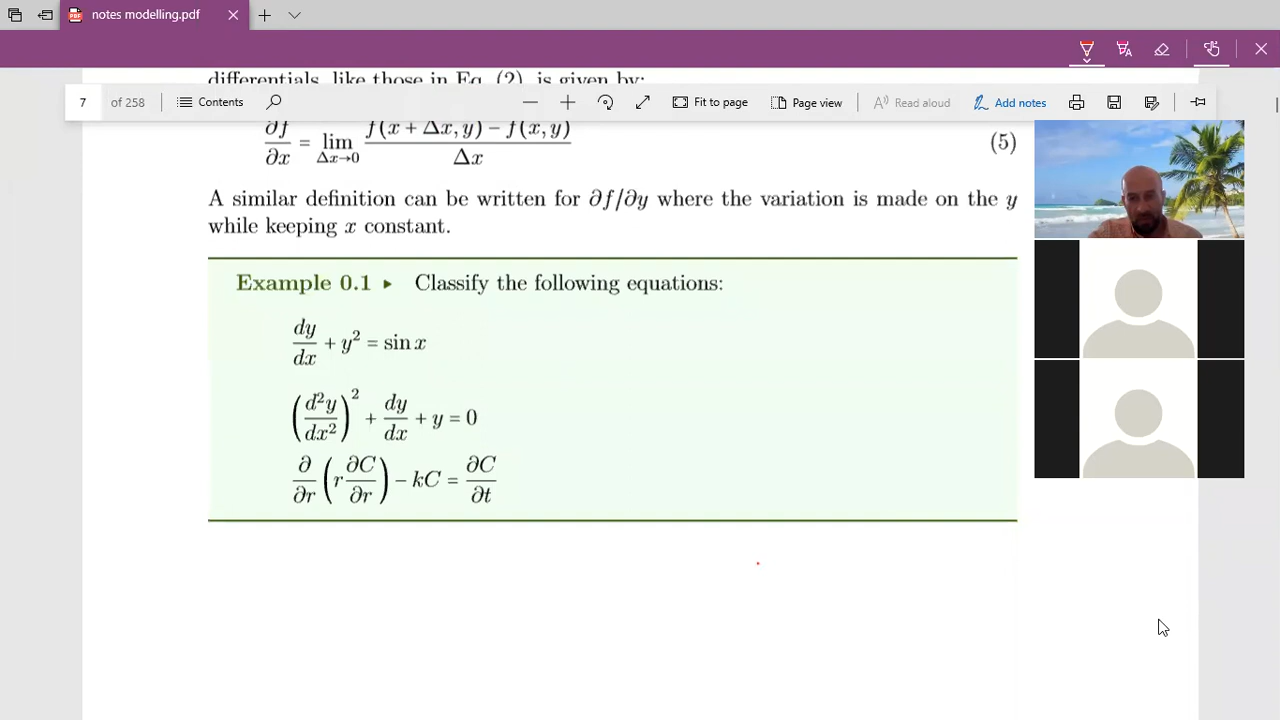 notes modelling.pdf
differentials, like those in Eq. (2), is given by:
7 of 258 Contents Fit to page Page view Read aloud Add notes
∂f/∂x = lim Δx→0 f(x + Δx, y) − f(x, y) / Δx (5)
A similar definition can be written for ∂f/∂y where the variation is made on the y
while keeping x constant.
Example 0.1 ▸ Classify the following equations:
dy/dx + y² = sin x
(d²y/dx²)² + dy/dx + y = 0
∂/∂r (r ∂C/∂r) − kC = ∂C/∂t